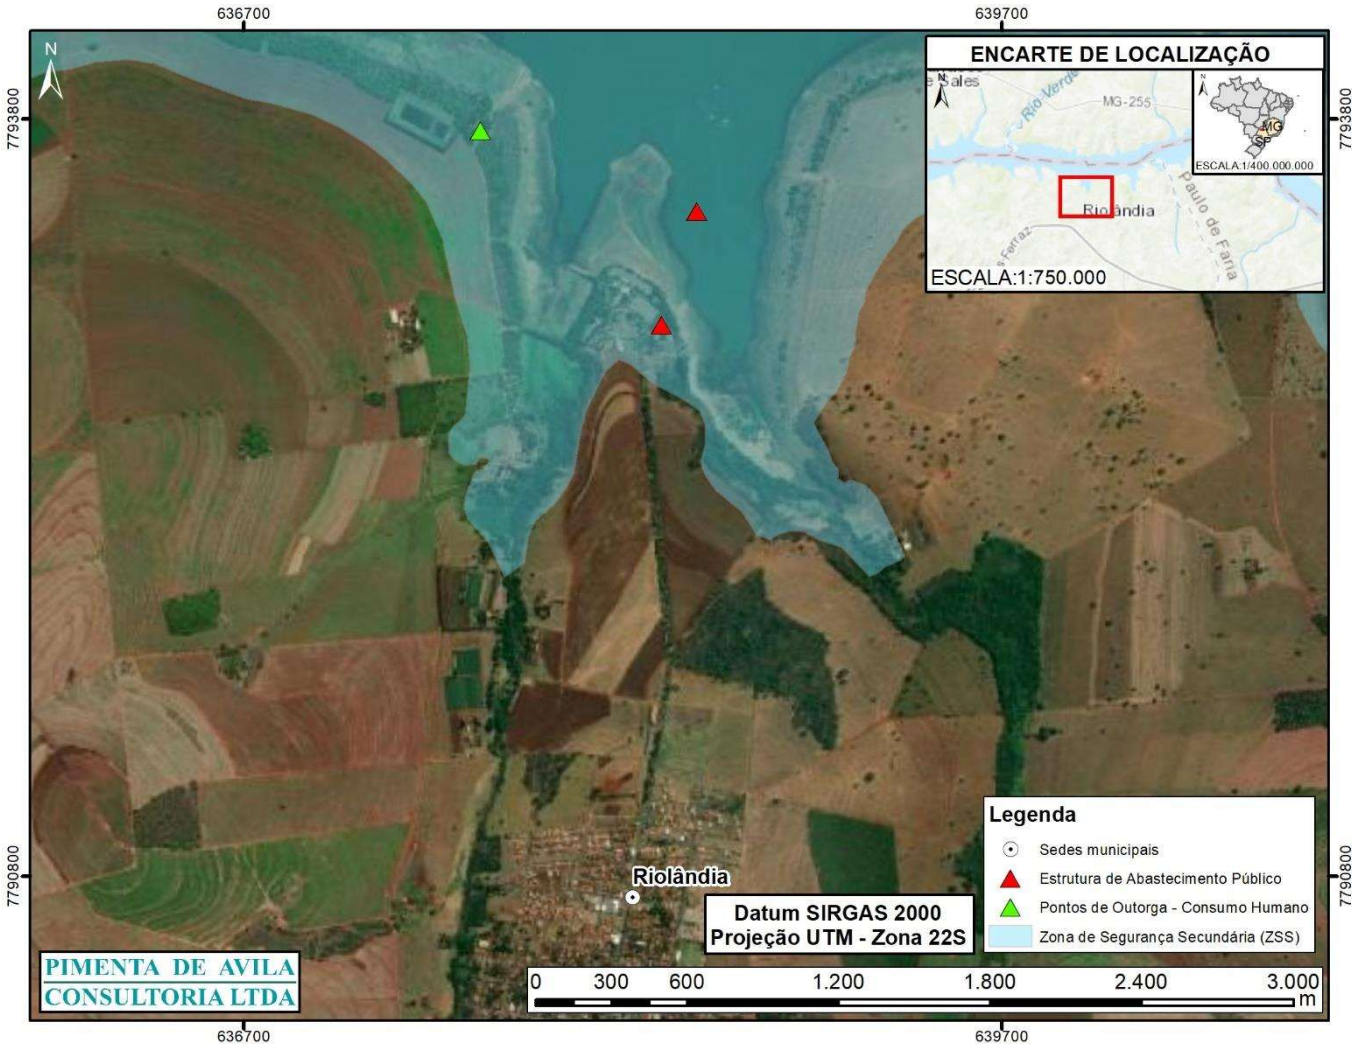 636700
639700
N
ENCARTE DE LOCALIZAÇÃO
N
e Sales
Rio Verde
MG-255
N
MG
SP
ESCALA:1/400.000.000
Riolândia
Paulo de Faria
s Ferraz
ESCALA:1:750.000
7793800
7793800
Legenda
Sedes municipais
Estrutura de Abastecimento Público
Pontos de Outorga - Consumo Humano
Zona de Segurança Secundária (ZSS)
7790800
7790800
Riolândia
Datum SIRGAS 2000
Projeção UTM - Zona 22S
PIMENTA DE AVILA
CONSULTORIA LTDA
0 300 600 1.200 1.800 2.400 3.000
m
636700
639700